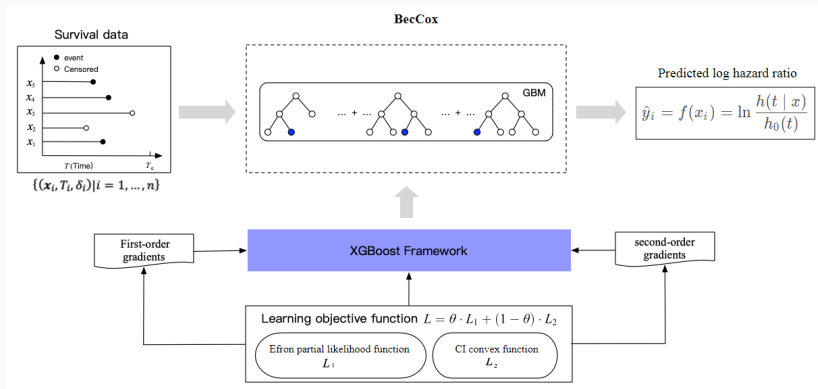 BecCox
Survival data
event
Censored
x₅
x₄
x₃
x₂
x₁
T(Time)
T꜀
{(xᵢ, Tᵢ, δᵢ)|i = 1, …, n}
GBM
... + ...
... + ...
Predicted log hazard ratio
ŷᵢ = f(xᵢ) = ln h(t | x) / h₀(t)
First-order
gradients
XGBoost Framework
second-order
gradients
Learning objective function L = θ · L₁ + (1 − θ) · L₂
Efron partial likelihood function
L₁
CI convex function
L₂